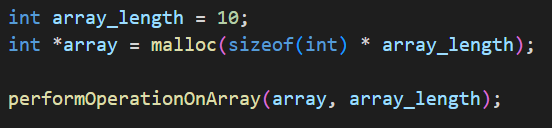 int array_length = 10;
int *array = malloc(sizeof(int) * array_length);
performOperationOnArray(array, array_length);